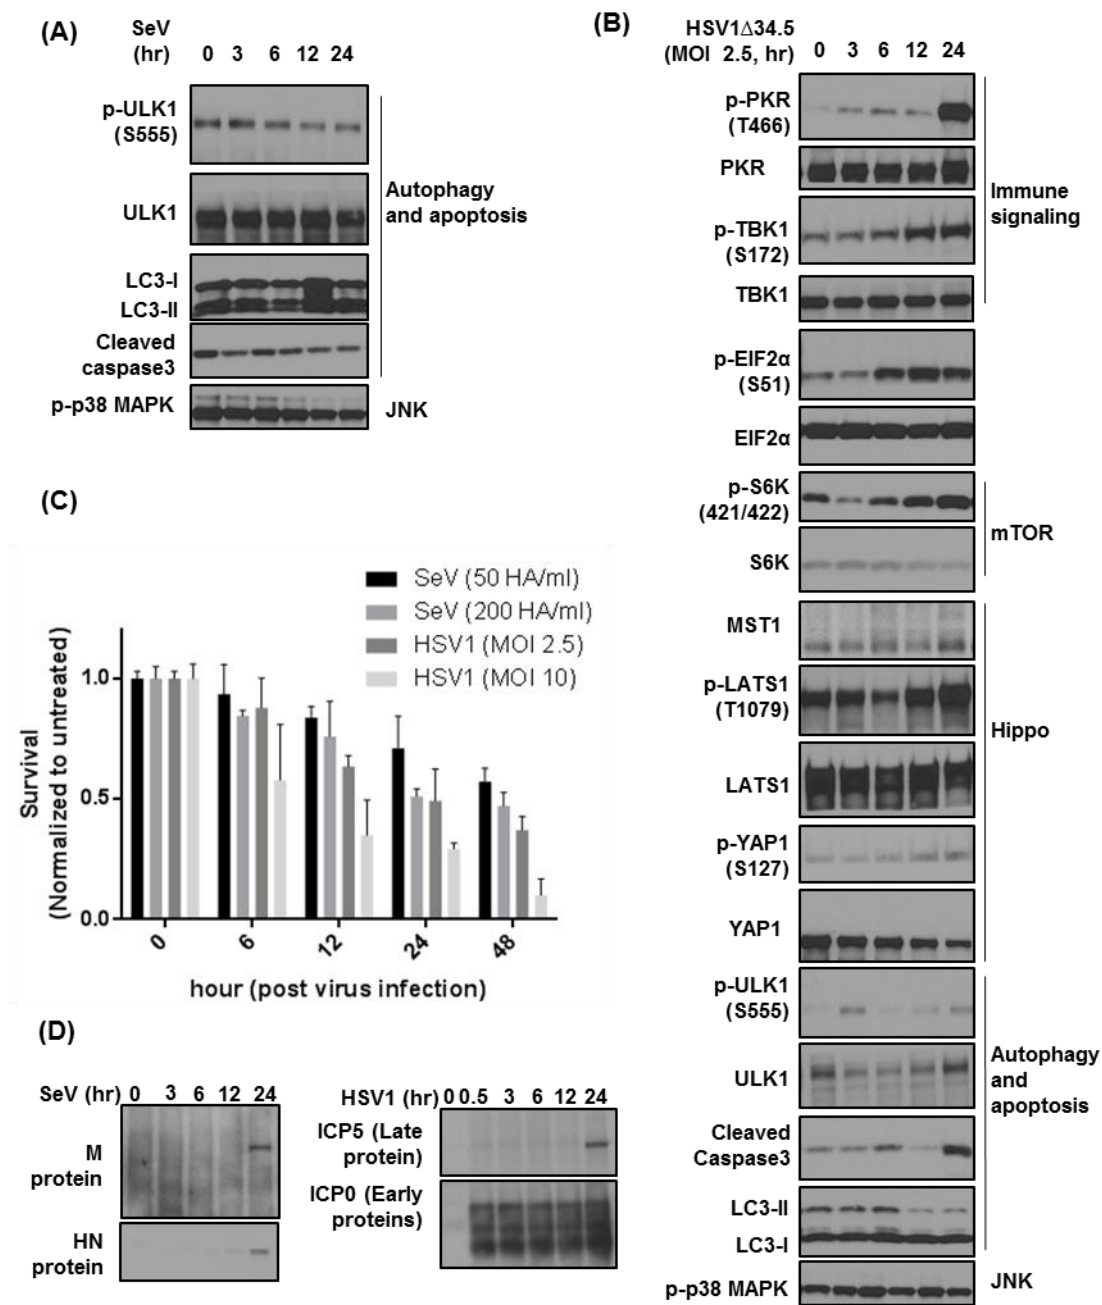 (A)
SeV
(hr)
0 3 6 12 24
p-ULK1
(S555)
ULK1
LC3-I
LC3-II
Cleaved
caspase3
p-p38 MAPK
Autophagy
and apoptosis
JNK
(B)
HSV1Δ34.5
(MOI 2.5, hr)
0 3 6 12 24
p-PKR
(T466)
PKR
p-TBK1
(S172)
TBK1
Immune
signaling
p-EIF2α
(S51)
EIF2α
p-S6K
(421/422)
S6K
mTOR
MST1
p-LATS1
(T1079)
LATS1
p-YAP1
(S127)
YAP1
Hippo
p-ULK1
(S555)
ULK1
Cleaved
Caspase3
LC3-II
LC3-I
Autophagy
and
apoptosis
p-p38 MAPK
JNK
(C)
SeV (50 HA/ml)
SeV (200 HA/ml)
HSV1 (MOI 2.5)
HSV1 (MOI 10)
Survival
(Normalized to untreated)
1.0
0.5
0.0
0 6 12 24 48
hour (post virus infection)
(D)
SeV (hr) 0 3 6 12 24
M
protein
HN
protein
HSV1 (hr) 0 0.5 3 6 12 24
ICP5 (Late
protein)
ICP0 (Early
proteins)